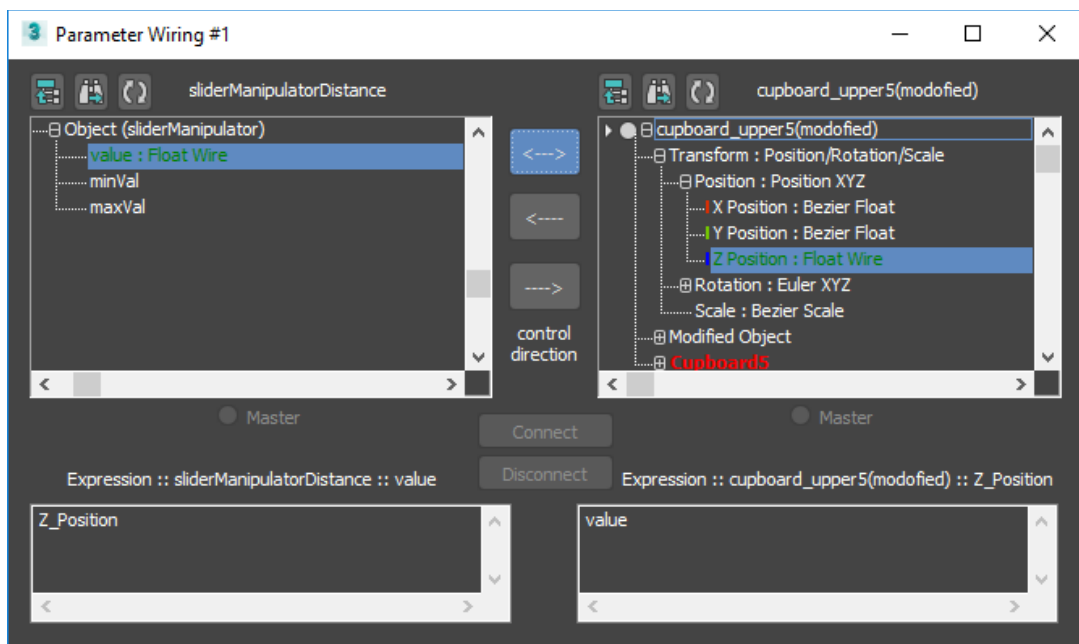 3 Parameter Wiring #1
sliderManipulatorDistance
Object (sliderManipulator)
value : Float Wire
minVal
maxVal
<--->
<----
---->
control
direction
cupboard_upper5(modofied)
cupboard_upper5(modofied)
Transform : Position/Rotation/Scale
Position : Position XYZ
X Position : Bezier Float
Y Position : Bezier Float
Z Position : Float Wire
Rotation : Euler XYZ
Scale : Bezier Scale
Modified Object
Cupboard5
Master
Connect
Master
Disconnect
Expression :: sliderManipulatorDistance :: value
Z_Position
Expression :: cupboard_upper5(modofied) :: Z_Position
value